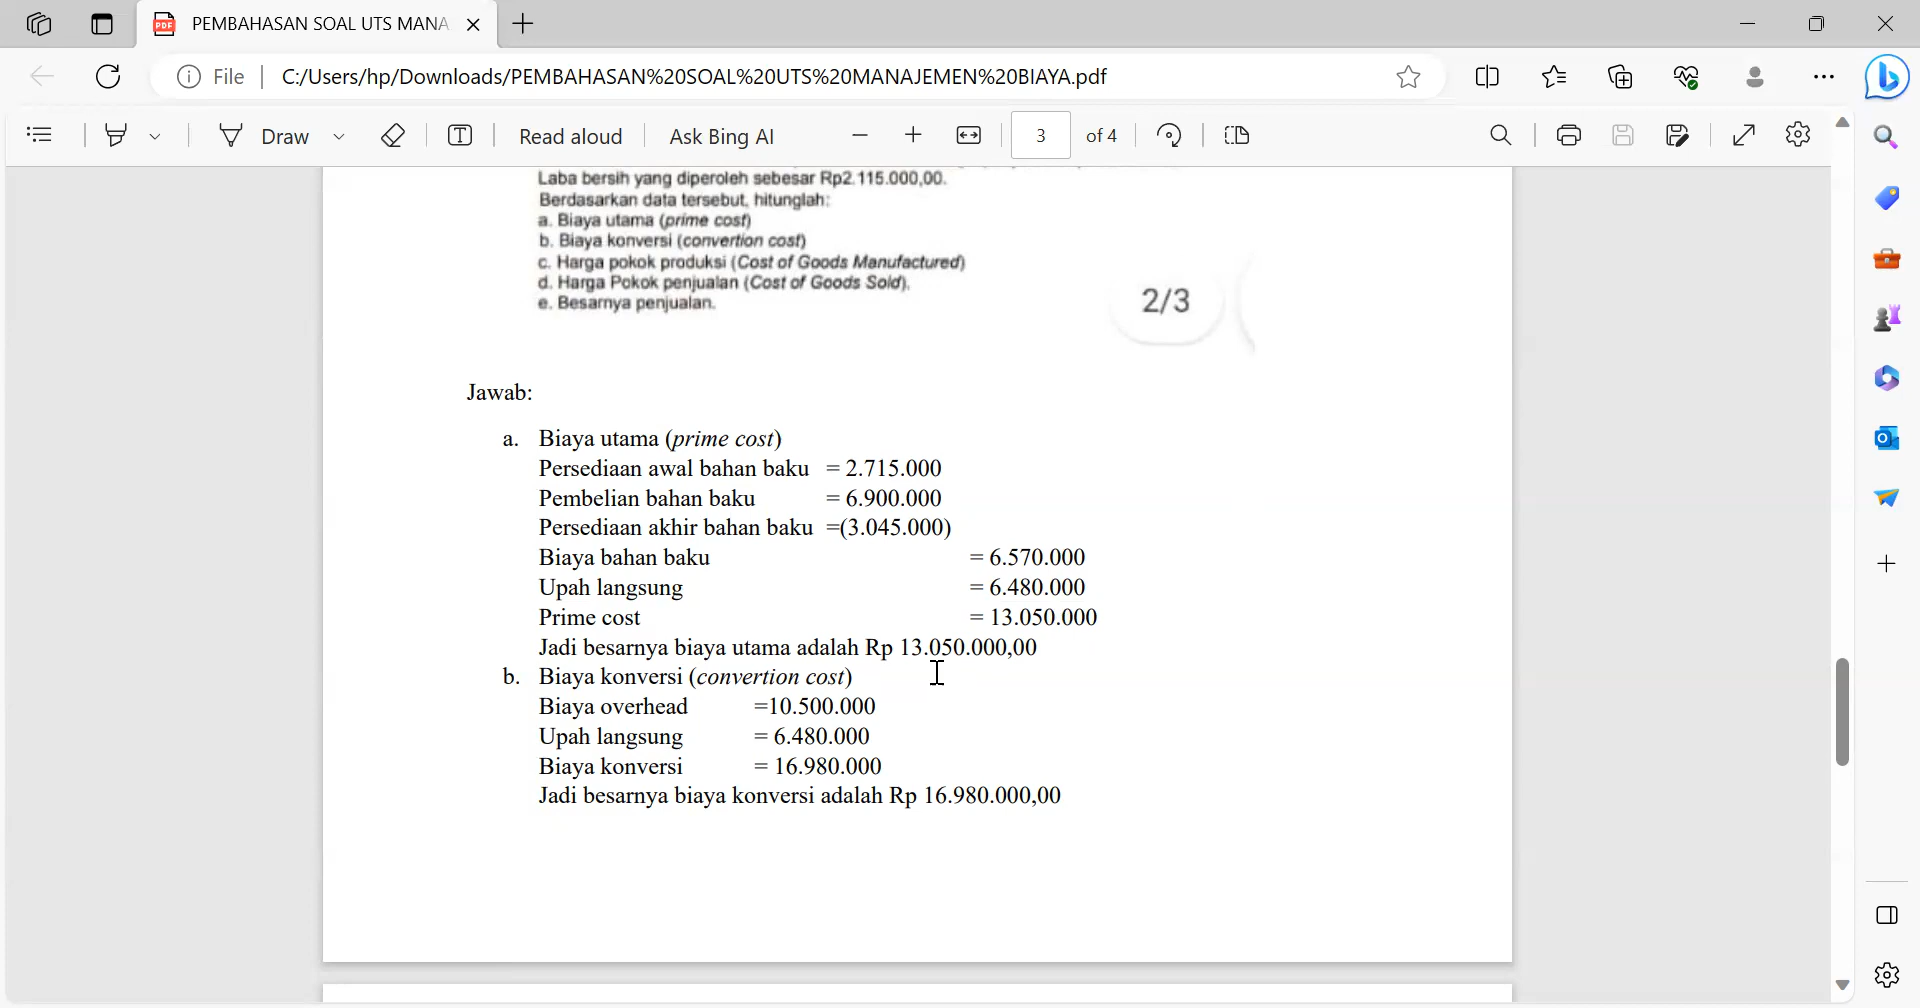 PEMBAHASAN SOAL UTS MANA
File
C:/Users/hp/Downloads/PEMBAHASAN%20SOAL%20UTS%20MANAJEMEN%20BIAYA.pdf
Draw
Read aloud
Ask Bing AI
3 of 4
Laba bersih yang diperoleh sebesar Rp2.115.000,00.
Berdasarkan data tersebut, hitunglah:
a. Biaya utama (prime cost)
b. Biaya konversi (convertion cost)
c. Harga pokok produksi (Cost of Goods Manufactured)
d. Harga Pokok penjualan (Cost of Goods Sold).
e. Besarnya penjualan.
2/3
Jawab:
a. Biaya utama (prime cost)
Persediaan awal bahan baku = 2.715.000
Pembelian bahan baku = 6.900.000
Persediaan akhir bahan baku =(3.045.000)
Biaya bahan baku = 6.570.000
Upah langsung = 6.480.000
Prime cost = 13.050.000
Jadi besarnya biaya utama adalah Rp 13.050.000,00
b. Biaya konversi (convertion cost)
Biaya overhead =10.500.000
Upah langsung = 6.480.000
Biaya konversi = 16.980.000
Jadi besarnya biaya konversi adalah Rp 16.980.000,00